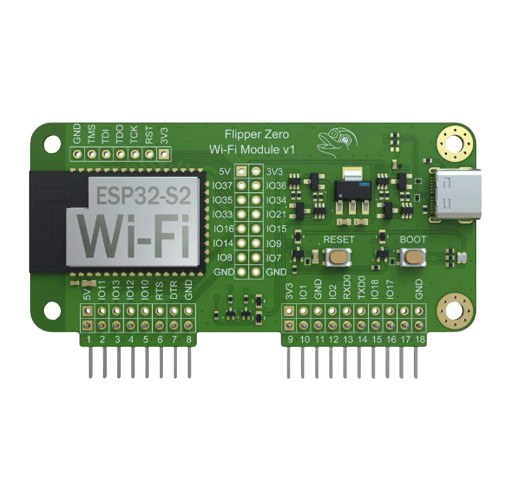 GND
TMS
TDI
TDO
TCK
RST
3V3
Flipper Zero
Wi-Fi Module v1
ESP32-S2
Wi-Fi
5V 3V3
IO37 IO36
IO35 IO34
IO33 IO21
IO16 IO15
IO14 IO9
IO8 IO7
GND GND
RESET BOOT
5V
IO11
IO13
IO12
IO10
RTS
DTR
GND
3V3
IO1
GND
IO2
RXD0
TXD0
IO18
IO17
GND
1 2 3 4 5 6 7 8
9 10 11 12 13 14 15 16 17 18